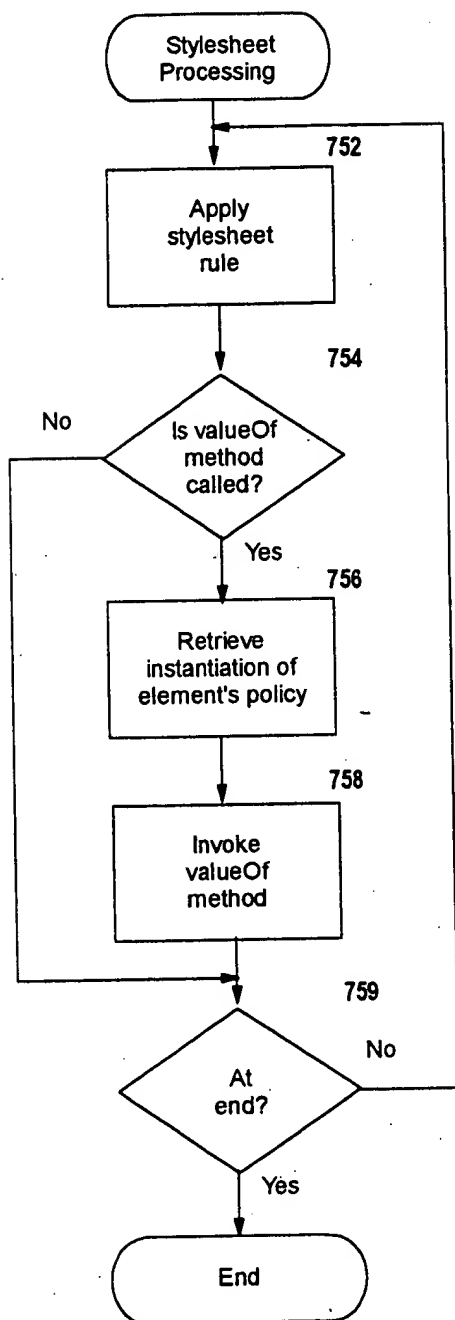 Stylesheet
Processing
752
Apply
stylesheet
rule
754
No
Is valueOf
method
called?
Yes
756
Retrieve
instantiation of
element's policy
758
Invoke
valueOf
method
759
No
At
end?
Yes
End